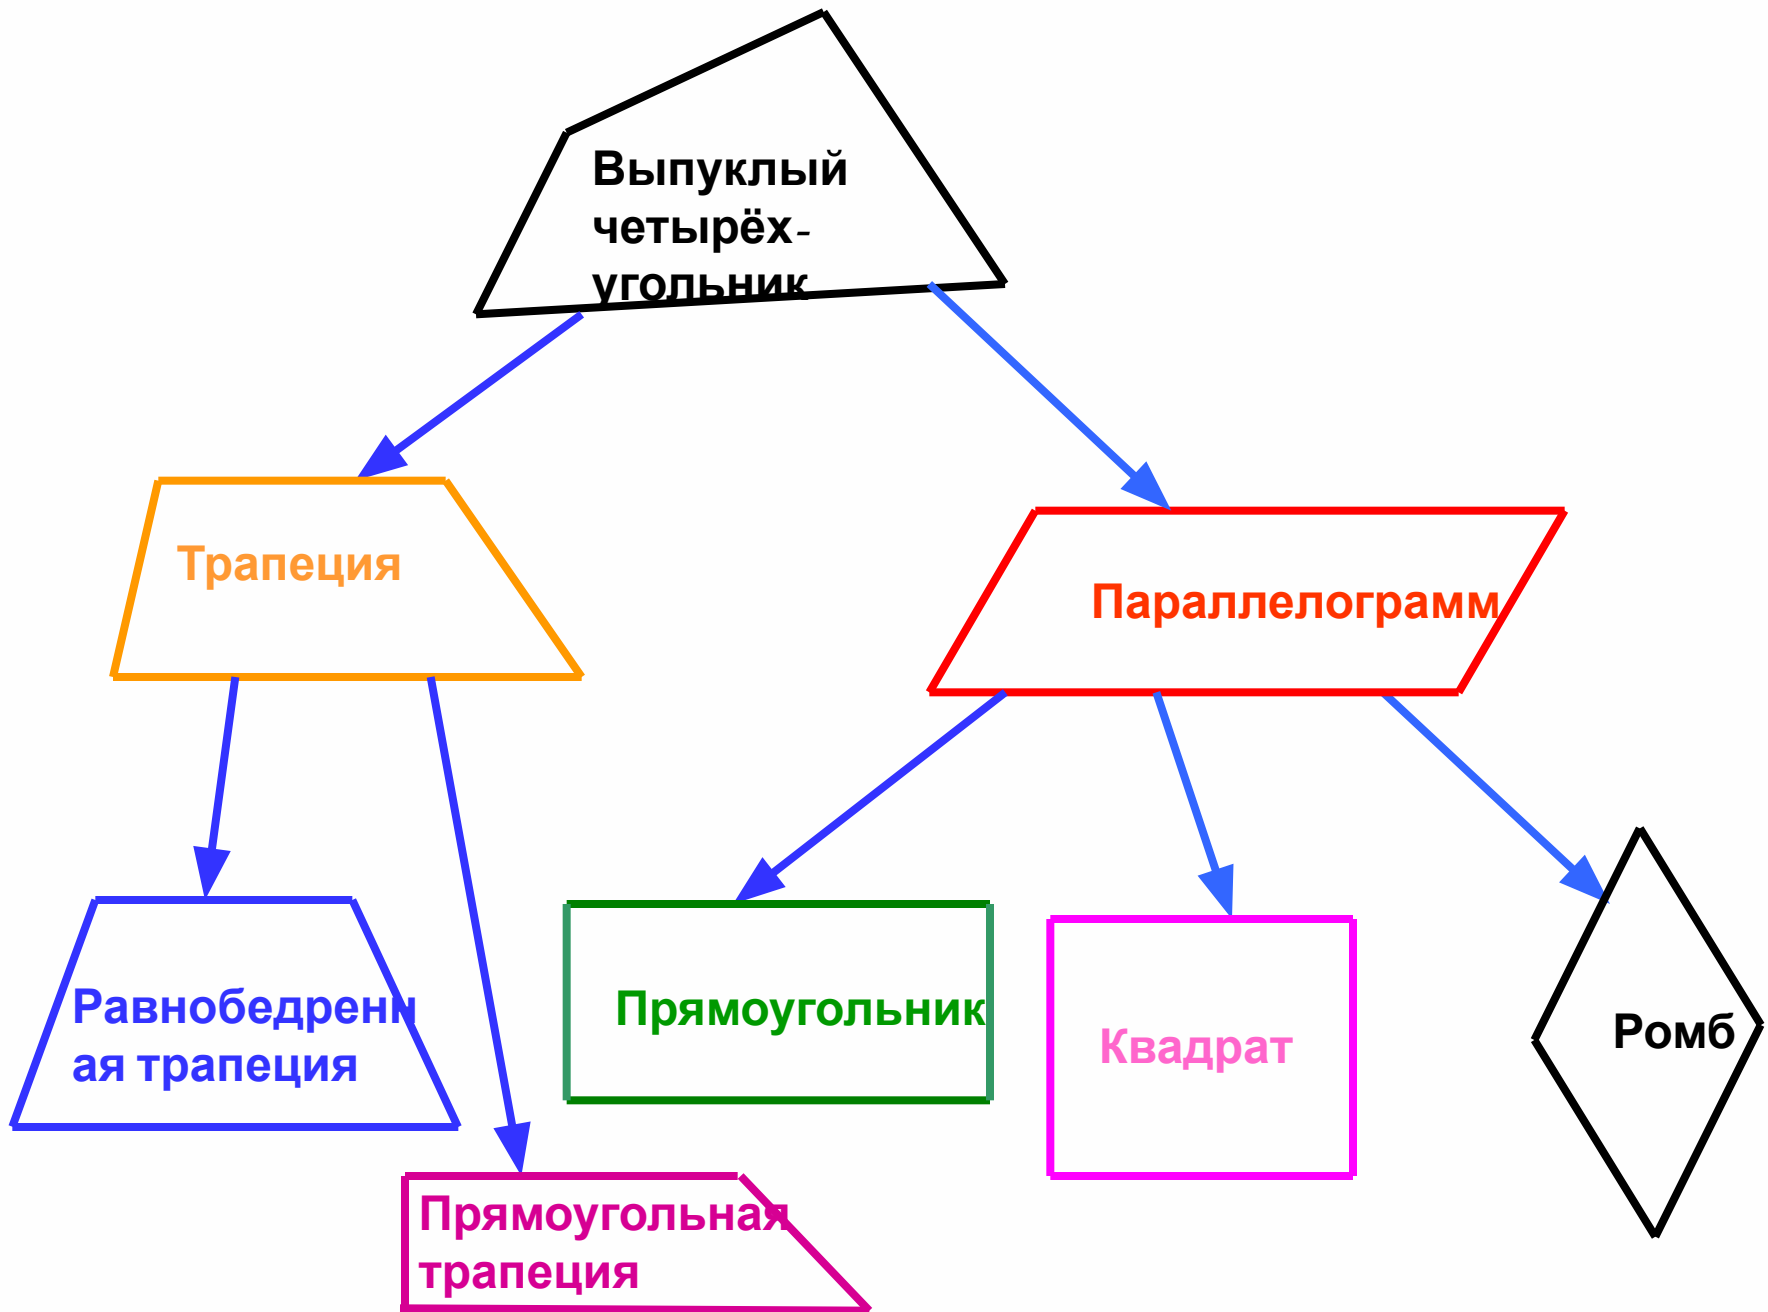 Выпуклый
четырёх-
угольник
Трапеция
Параллелограмм
Равнобедренн
ая трапеция
Прямоугольник
Квадрат
Ромб
Прямоугольная
трапеция